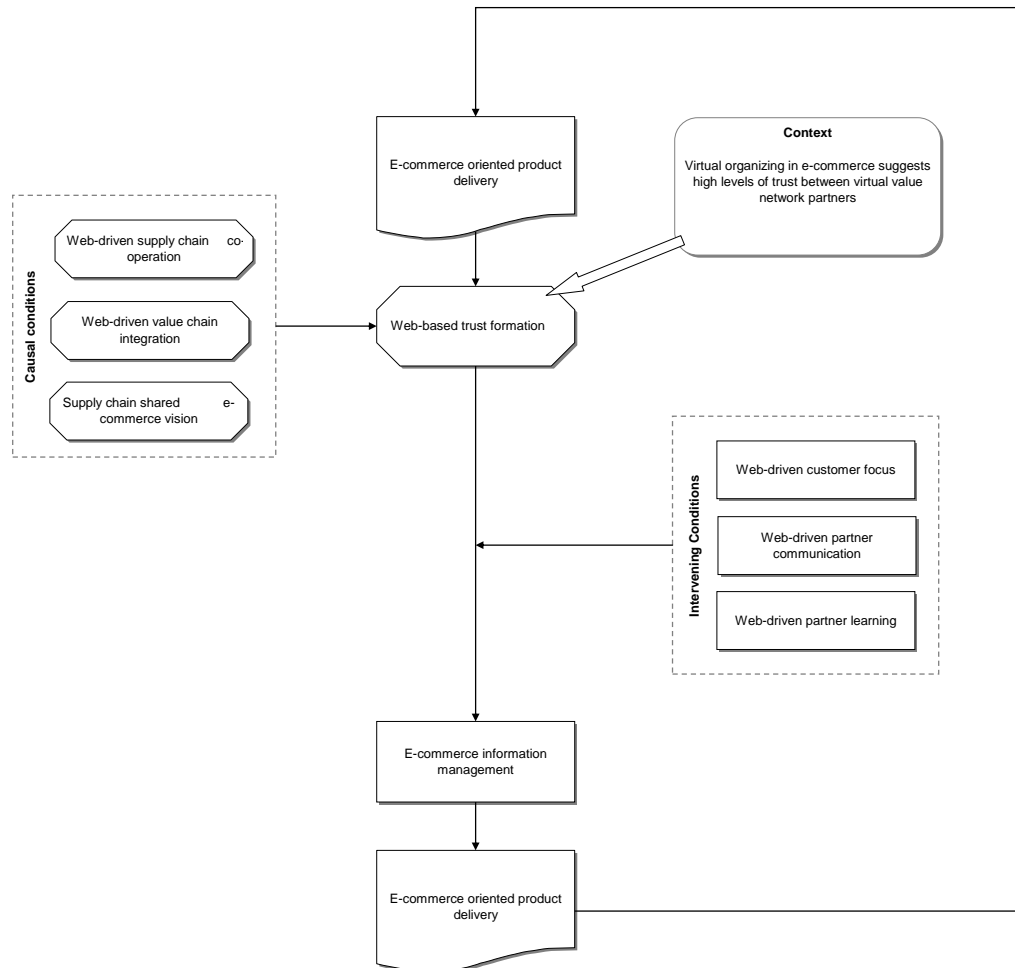 E-commerce oriented product
delivery
Context
Virtual organizing in e-commerce suggests
high levels of trust between virtual value
network partners
Causal conditions
Web-driven supply chain co-
operation
Web-driven value chain
integration
Supply chain shared e-
commerce vision
Web-based trust formation
Intervening Conditions
Web-driven customer focus
Web-driven partner
communication
Web-driven partner learning
E-commerce information
management
E-commerce oriented product
delivery